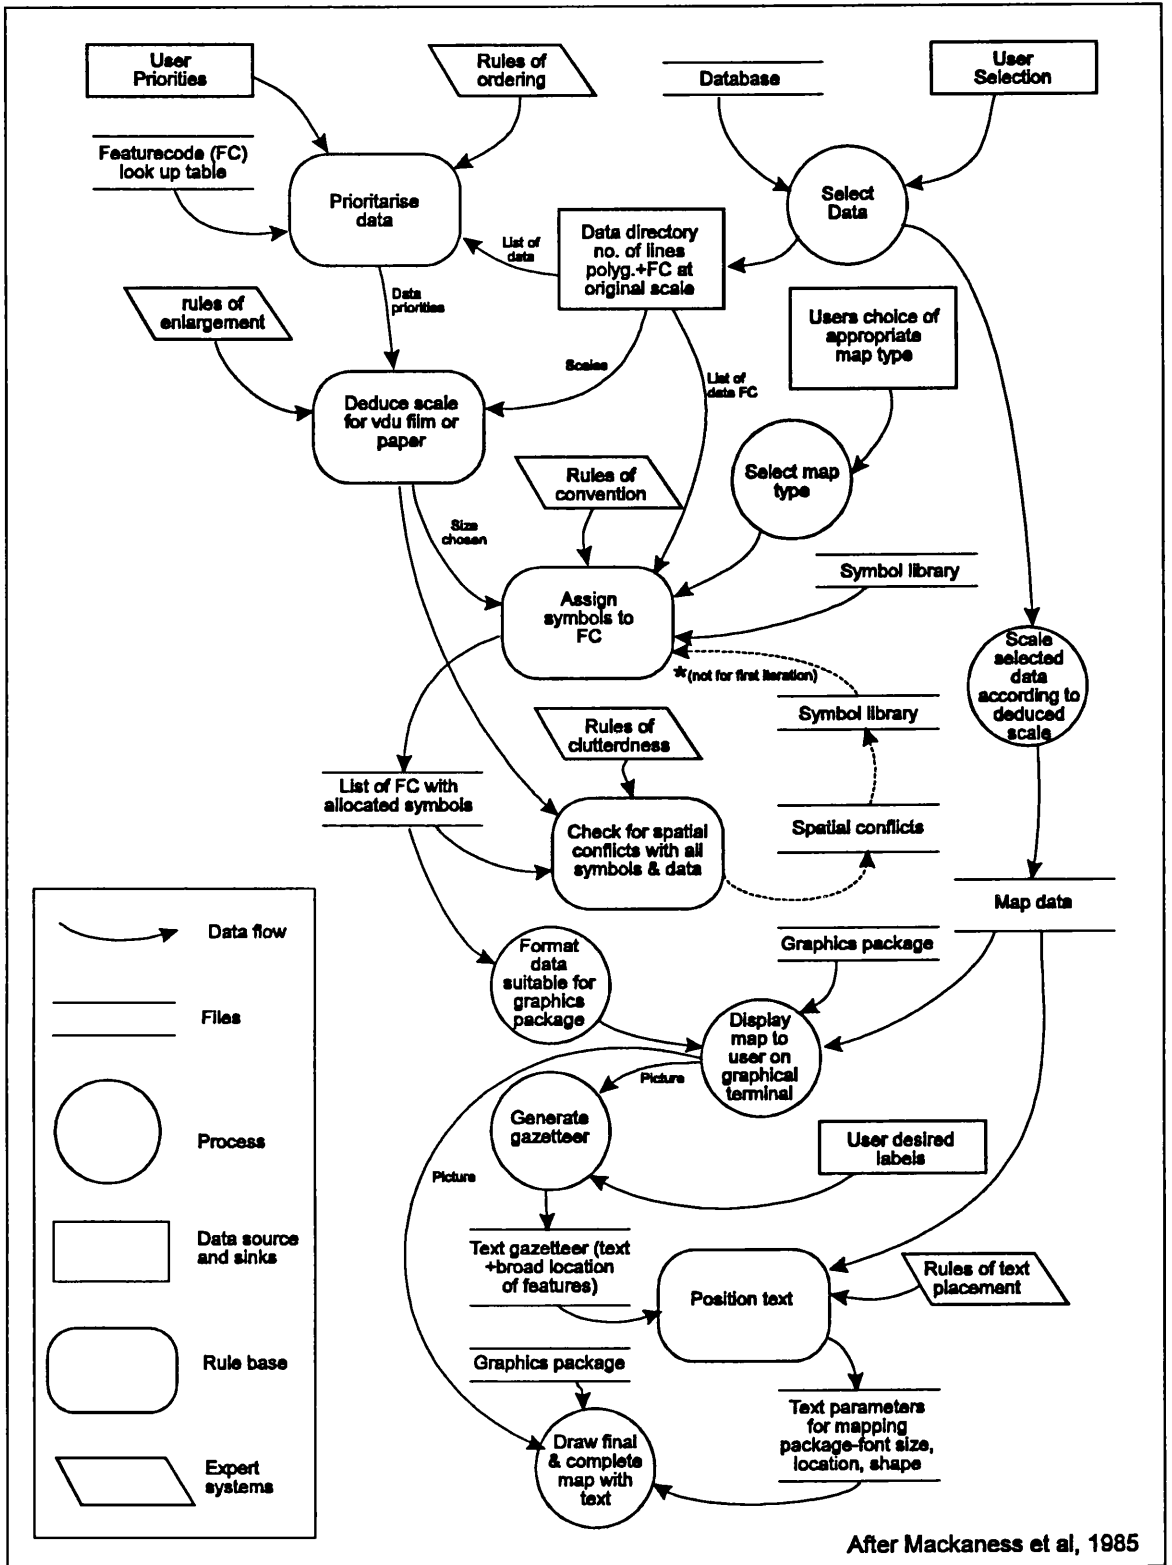 User
Priorities
Rules of
ordering
Database
User
Selection
Featurecode (FC)
look up table
Prioritarise
data
Select
Data
List of
data
Data directory
no. of lines
polyg.+FC at
original scale
rules of
enlargement
Data
priorities
Users choice of
appropriate
map type
Scales
List of
data FC
Deduce scale
for vdu film or
paper
Rules of
convention
Select map
type
Size
chosen
Symbol library
Assign
symbols to
FC
Scale
selected
data
according to
deduced
scale
*(not for first iteration)
Symbol library
Rules of
clutterdness
List of FC with
allocated symbols
Check for spatial
conflicts with all
symbols & data
Spatial conflicts
Map data
Data flow
Format
data
suitable for
graphics
package
Graphics package
Files
Display
map to
user on
graphical
terminal
Picture
Generate
gazetteer
User desired
labels
Process
Picture
Data source
and sinks
Text gazetteer (text
+broad location
of features)
Position text
Rules of text
placement
Rule base
Graphics package
Text parameters
for mapping
package-font size,
location, shape
Draw final
& complete
map with
text
Expert
systems
After Mackaness et al, 1985